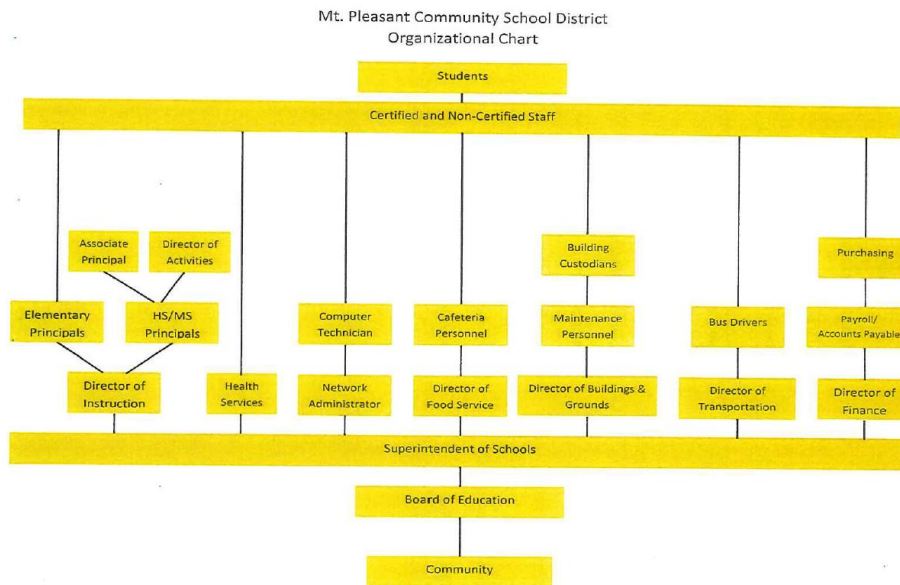 Mt. Pleasant Community School District
Organizational Chart
Students
Certified and Non-Certified Staff
Associate
Principal
Director of
Activities
Building
Custodians
Purchasing
Elementary
Principals
HS/MS
Principals
Computer
Technician
Cafeteria
Personnel
Maintenance
Personnel
Bus Drivers
Payroll/
Accounts Payable
Director of
Instruction
Health
Services
Network
Administrator
Director of
Food Service
Director of Buildings &
Grounds
Director of
Transportation
Director of
Finance
Superintendent of Schools
Board of Education
Community